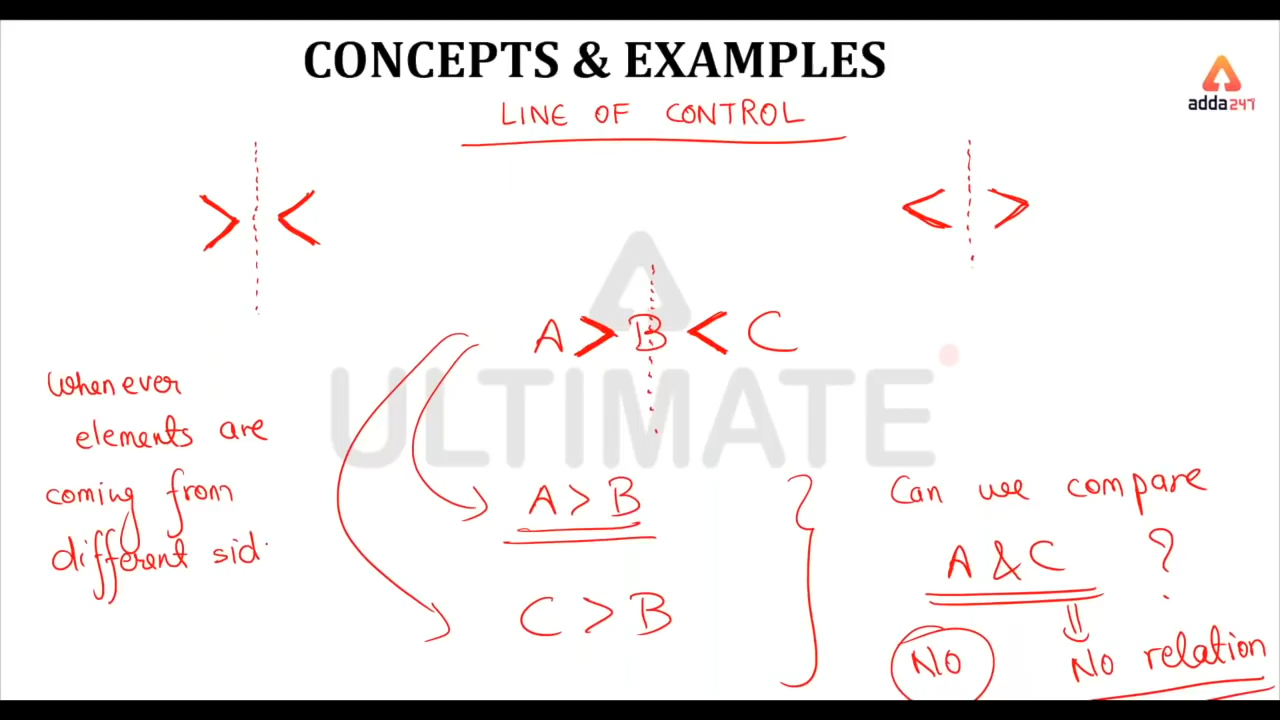 CONCEPTS & EXAMPLES
adda247
LINE OF CONTROL
> <
< >
A > B < C
ULTIMATE
Whenever
elements are
coming from
different sid
A > B
C > B
Can we compare
A & C ?
No
No relation